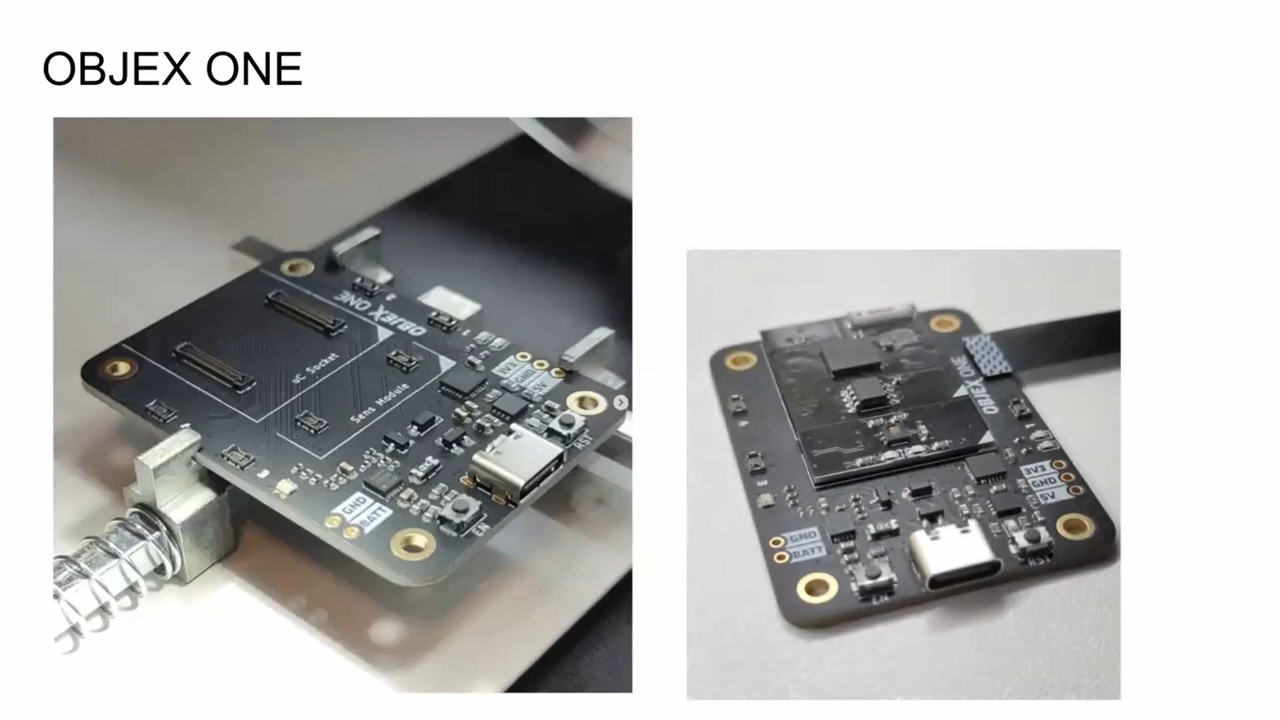 OBJEX ONE
OBJEX ONE
uC Socket
Sens Module
3V3
GND
5V
RST
GND
BATT
EN
OBJEX ONE
3V3
GND
5V
GND
BATT
RST